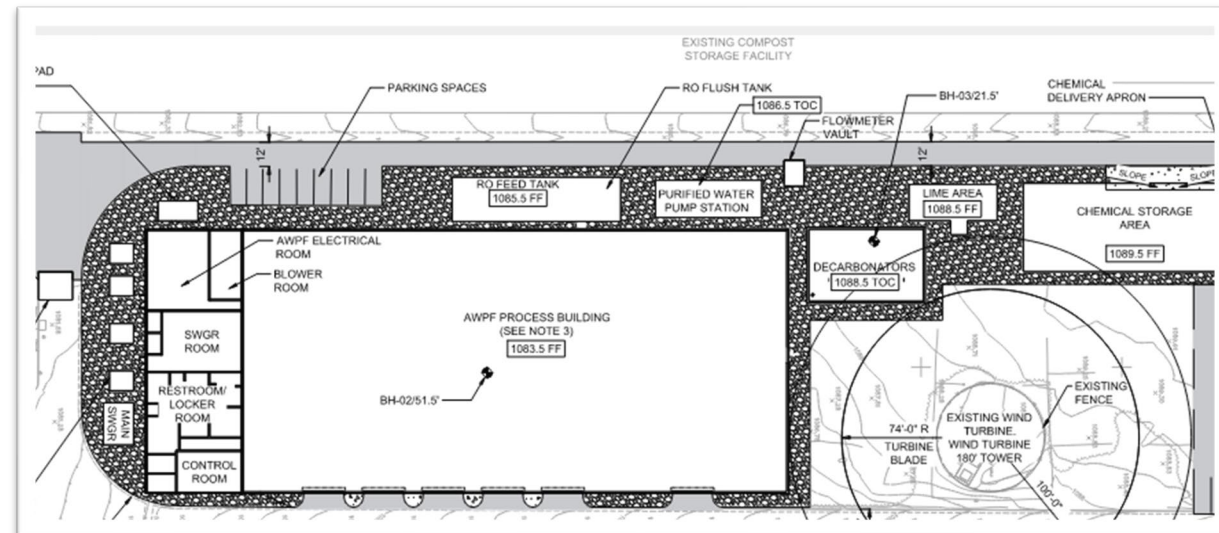 EXISTING COMPOST
STORAGE FACILITY
PAD
PARKING SPACES
RO FLUSH TANK
1086.5 TOC
BH-03/21.5'
CHEMICAL
DELIVERY APRON
FLOWMETER
VAULT
12'
12'
SLOPE
SLOPE
RO FEED TANK
1085.5 FF
PURIFIED WATER
PUMP STATION
LIME AREA
1088.5 FF
CHEMICAL STORAGE
AREA
1089.5 FF
AWPF ELECTRICAL
ROOM
BLOWER
ROOM
DECARBONATORS
1088.5 TOC
SWGR
ROOM
AWPF PROCESS BUILDING
(SEE NOTE 3)
1083.5 FF
RESTROOM/
LOCKER
ROOM
BH-02/51.5'
MAIN
SWGR
CONTROL
ROOM
EXISTING
FENCE
EXISTING WIND
TURBINE.
WIND TURBINE
180' TOWER
74'-0" R
TURBINE
BLADE
100'-0"